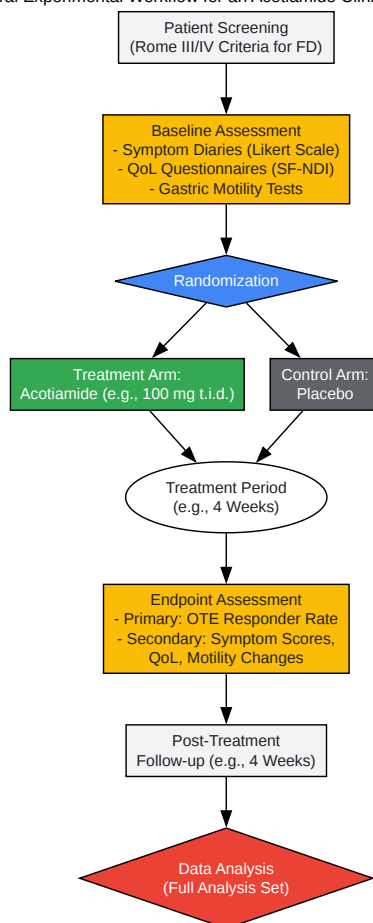 Experimental Workflow for an Acotiamide
Patient Screening
(Rome III/IV Criteria for FD)
Baseline Assessment
- Symptom Diaries (Likert Scale)
- QoL Questionnaires (SF-NDI)
- Gastric Motility Tests
Randomization
Treatment Arm:
Acotiamide (e.g., 100 mg t.i.d.)
Control Arm:
Placebo
Treatment Period
(e.g., 4 Weeks)
Endpoint Assessment
- Primary: OTE Responder Rate
- Secondary: Symptom Scores,
QoL, Motility Changes
Post-Treatment
Follow-up (e.g., 4 Weeks)
Data Analysis
(Full Analysis Set)